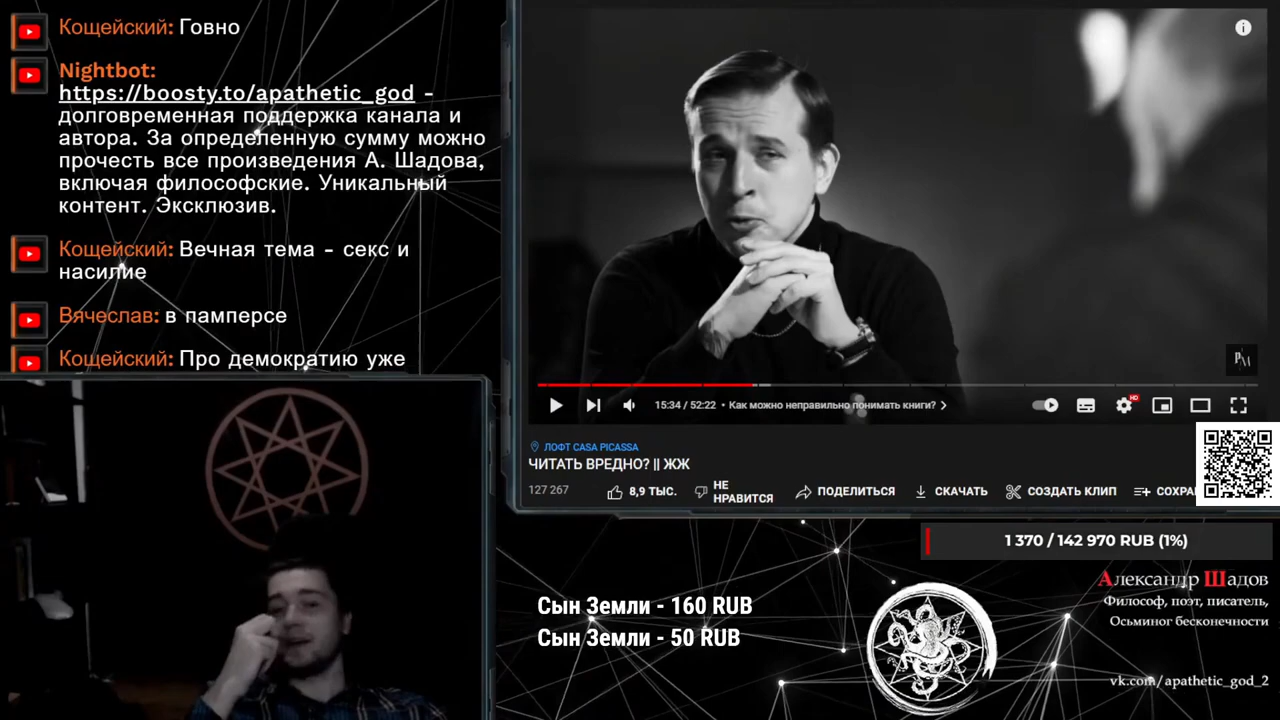 Кощейский: Говно
Nightbot:
https://boosty.to/apathetic_god -
долговременная поддержка канала и
автора. За определенную сумму можно
прочесть все произведения А. Шадова,
включая философские. Уникальный
контент. Эксклюзив.
Кощейский: Вечная тема - секс и
насилие
Вячеслав: в памперсе
Кощейский: Про демократию уже
15:34 / 52:22 • Как можно неправильно понимать книги?
HD
ЛОФТ CASA PICASSA
ЧИТАТЬ ВРЕДНО? || ЖЖ
127 267
8,9 ТЫС.
НЕ
НРАВИТСЯ
ПОДЕЛИТЬСЯ
СКАЧАТЬ
СОЗДАТЬ КЛИП
1 370 / 142 970 RUB (1%)
Сын Земли - 160 RUB
Сын Земли - 50 RUB
Александр Шадов
Философ, поэт, писатель,
Осьминог бесконечности
vk.com/apathetic_god_2